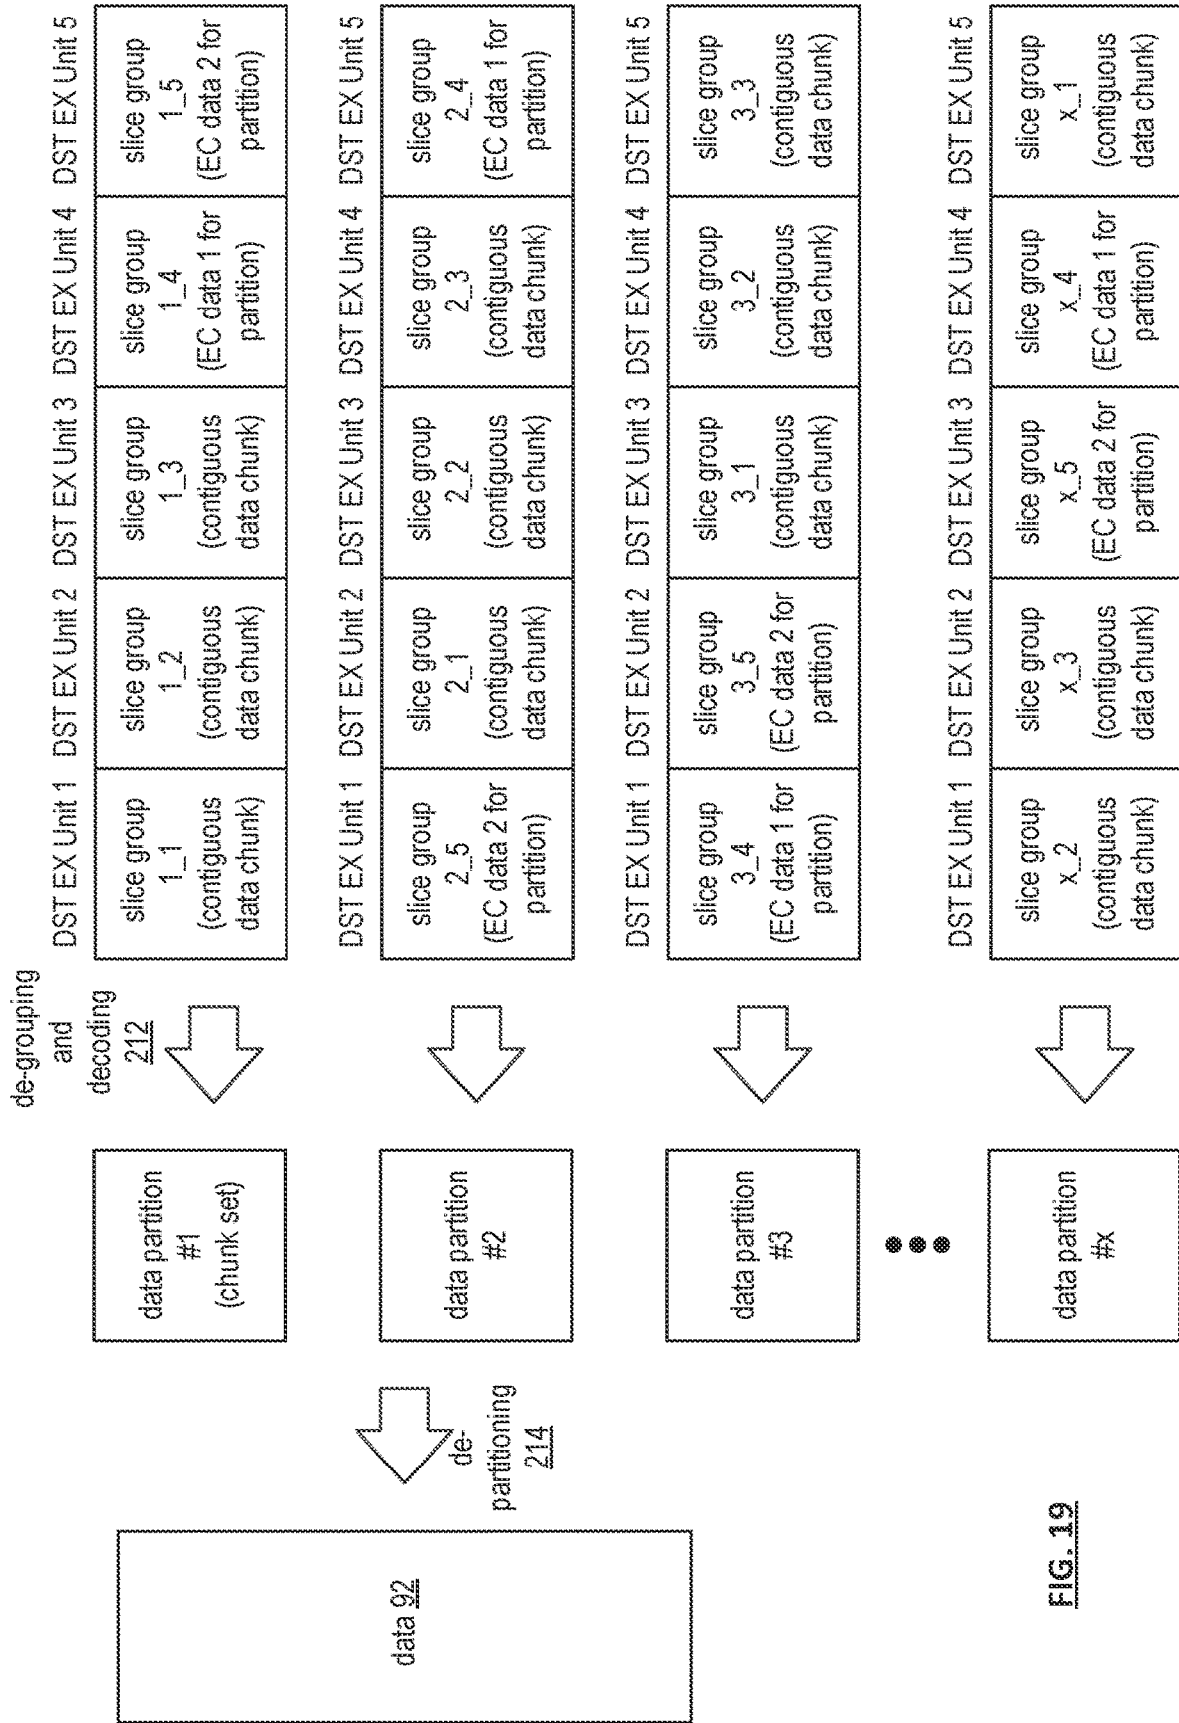 de-grouping
and
decoding
212
DST EX Unit 1 DST EX Unit 2 DST EX Unit 3 DST EX Unit 4 DST EX Unit 5
slice group
1_1
(contiguous
data chunk)
slice group
1_2
(contiguous
data chunk)
slice group
1_3
(contiguous
data chunk)
slice group
1_4
(EC data 1 for
partition)
slice group
1_5
(EC data 2 for
partition)
data partition
#1
(chunk set)
DST EX Unit 1 DST EX Unit 2 DST EX Unit 3 DST EX Unit 4 DST EX Unit 5
slice group
2_5
(EC data 2 for
partition)
slice group
2_1
(contiguous
data chunk)
slice group
2_2
(contiguous
data chunk)
slice group
2_3
(contiguous
data chunk)
slice group
2_4
(EC data 1 for
partition)
data partition
#2
data 92
de-
partitioning
214
DST EX Unit 1 DST EX Unit 2 DST EX Unit 3 DST EX Unit 4 DST EX Unit 5
slice group
3_4
(EC data 1 for
partition)
slice group
3_5
(EC data 2 for
partition)
slice group
3_1
(contiguous
data chunk)
slice group
3_2
(contiguous
data chunk)
slice group
3_3
(contiguous
data chunk)
data partition
#3
DST EX Unit 1 DST EX Unit 2 DST EX Unit 3 DST EX Unit 4 DST EX Unit 5
slice group
x_2
(contiguous
data chunk)
slice group
x_3
(contiguous
data chunk)
slice group
x_5
(EC data 2 for
partition)
slice group
x_4
(EC data 1 for
partition)
slice group
x_1
(contiguous
data chunk)
data partition
#x
FIG. 19